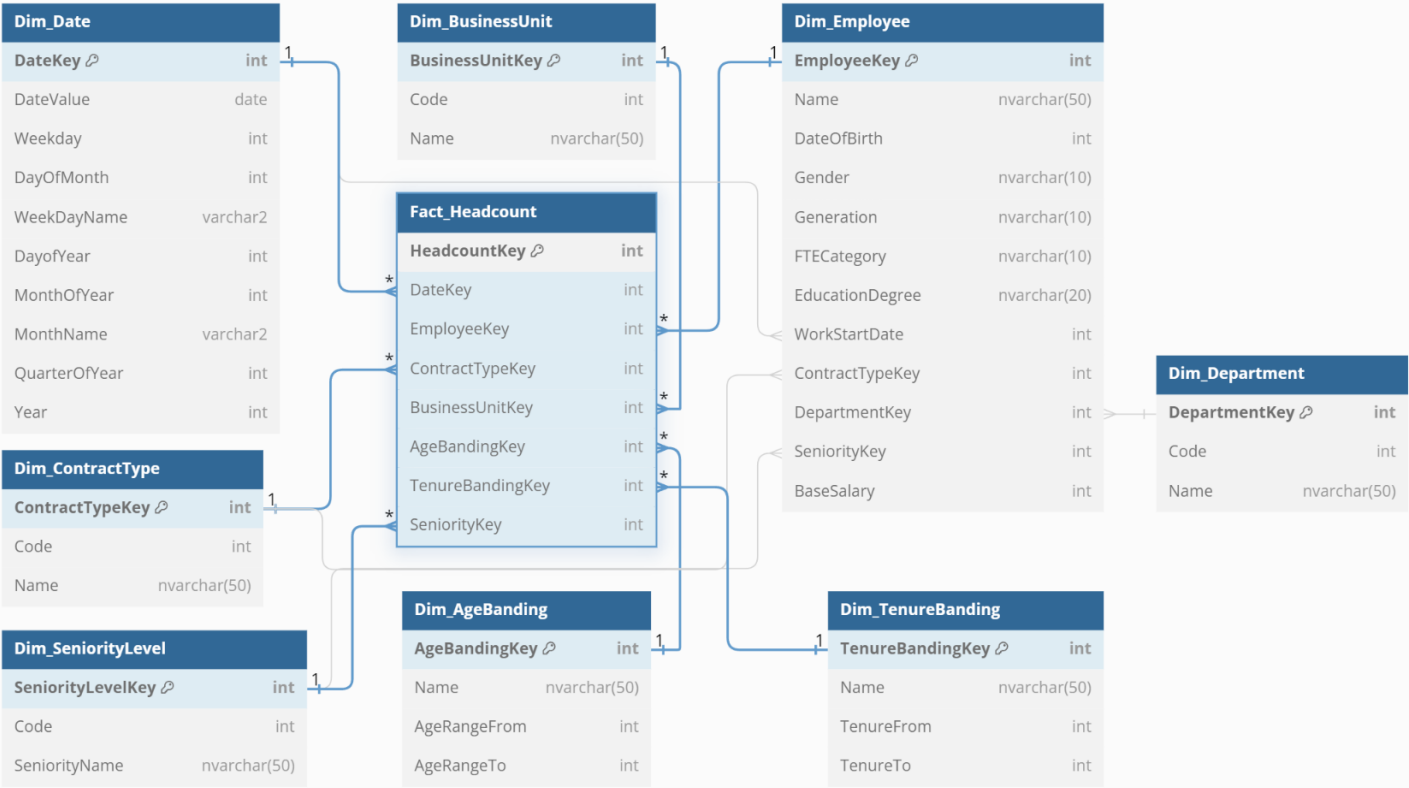 Dim_Date
DateKey int
DateValue date
Weekday int
DayOfMonth int
WeekDayName varchar2
DayofYear int
MonthOfYear int
MonthName varchar2
QuarterOfYear int
Year int
1
Dim_BusinessUnit
BusinessUnitKey int
Code int
Name nvarchar(50)
1
Dim_Employee
1
EmployeeKey int
Name nvarchar(50)
DateOfBirth int
Gender nvarchar(10)
Generation nvarchar(10)
FTECategory nvarchar(10)
EducationDegree nvarchar(20)
WorkStartDate int
ContractTypeKey int
DepartmentKey int
SeniorityKey int
BaseSalary int
Fact_Headcount
HeadcountKey int
* DateKey int
EmployeeKey int *
* ContractTypeKey int
BusinessUnitKey int *
AgeBandingKey int *
TenureBandingKey int *
* SeniorityKey int
Dim_Department
DepartmentKey int
Code int
Name nvarchar(50)
Dim_ContractType
ContractTypeKey int
1
Code int
Name nvarchar(50)
Dim_SeniorityLevel
SeniorityLevelKey int
1
Code int
SeniorityName nvarchar(50)
Dim_AgeBanding
AgeBandingKey int
1
Name nvarchar(50)
AgeRangeFrom int
AgeRangeTo int
Dim_TenureBanding
1
TenureBandingKey int
Name nvarchar(50)
TenureFrom int
TenureTo int